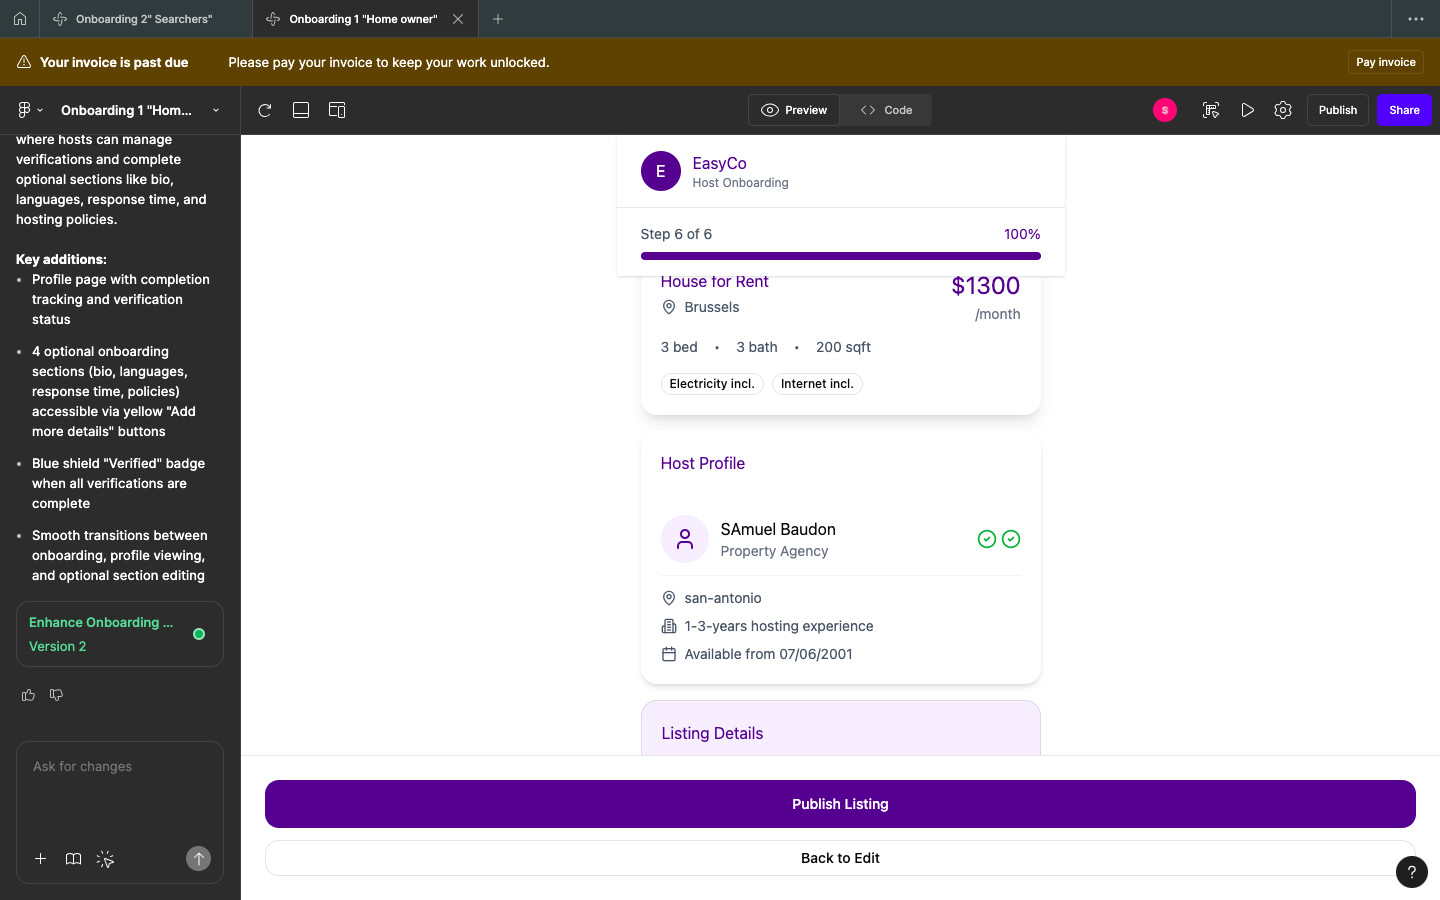 Onboarding 2" Searchers"
Onboarding 1 "Home owner"
Your invoice is past due
Please pay your invoice to keep your work unlocked.
Pay invoice
Onboarding 1 "Hom...
Preview
Code
S
Publish
Share
where hosts can manage
verifications and complete
optional sections like bio,
languages, response time, and
hosting policies.
Key additions:
• Profile page with completion
tracking and verification
status
• 4 optional onboarding
sections (bio, languages,
response time, policies)
accessible via yellow "Add
more details" buttons
• Blue shield "Verified" badge
when all verifications are
complete
• Smooth transitions between
onboarding, profile viewing,
and optional section editing
Enhance Onboarding ...
Version 2
Ask for changes
E
EasyCo
Host Onboarding
Step 6 of 6
100%
House for Rent
$1300
Brussels
/month
3 bed • 3 bath • 200 sqft
Electricity incl.
Internet incl.
Host Profile
SAmuel Baudon
Property Agency
san-antonio
1-3-years hosting experience
Available from 07/06/2001
Listing Details
Publish Listing
Back to Edit
?